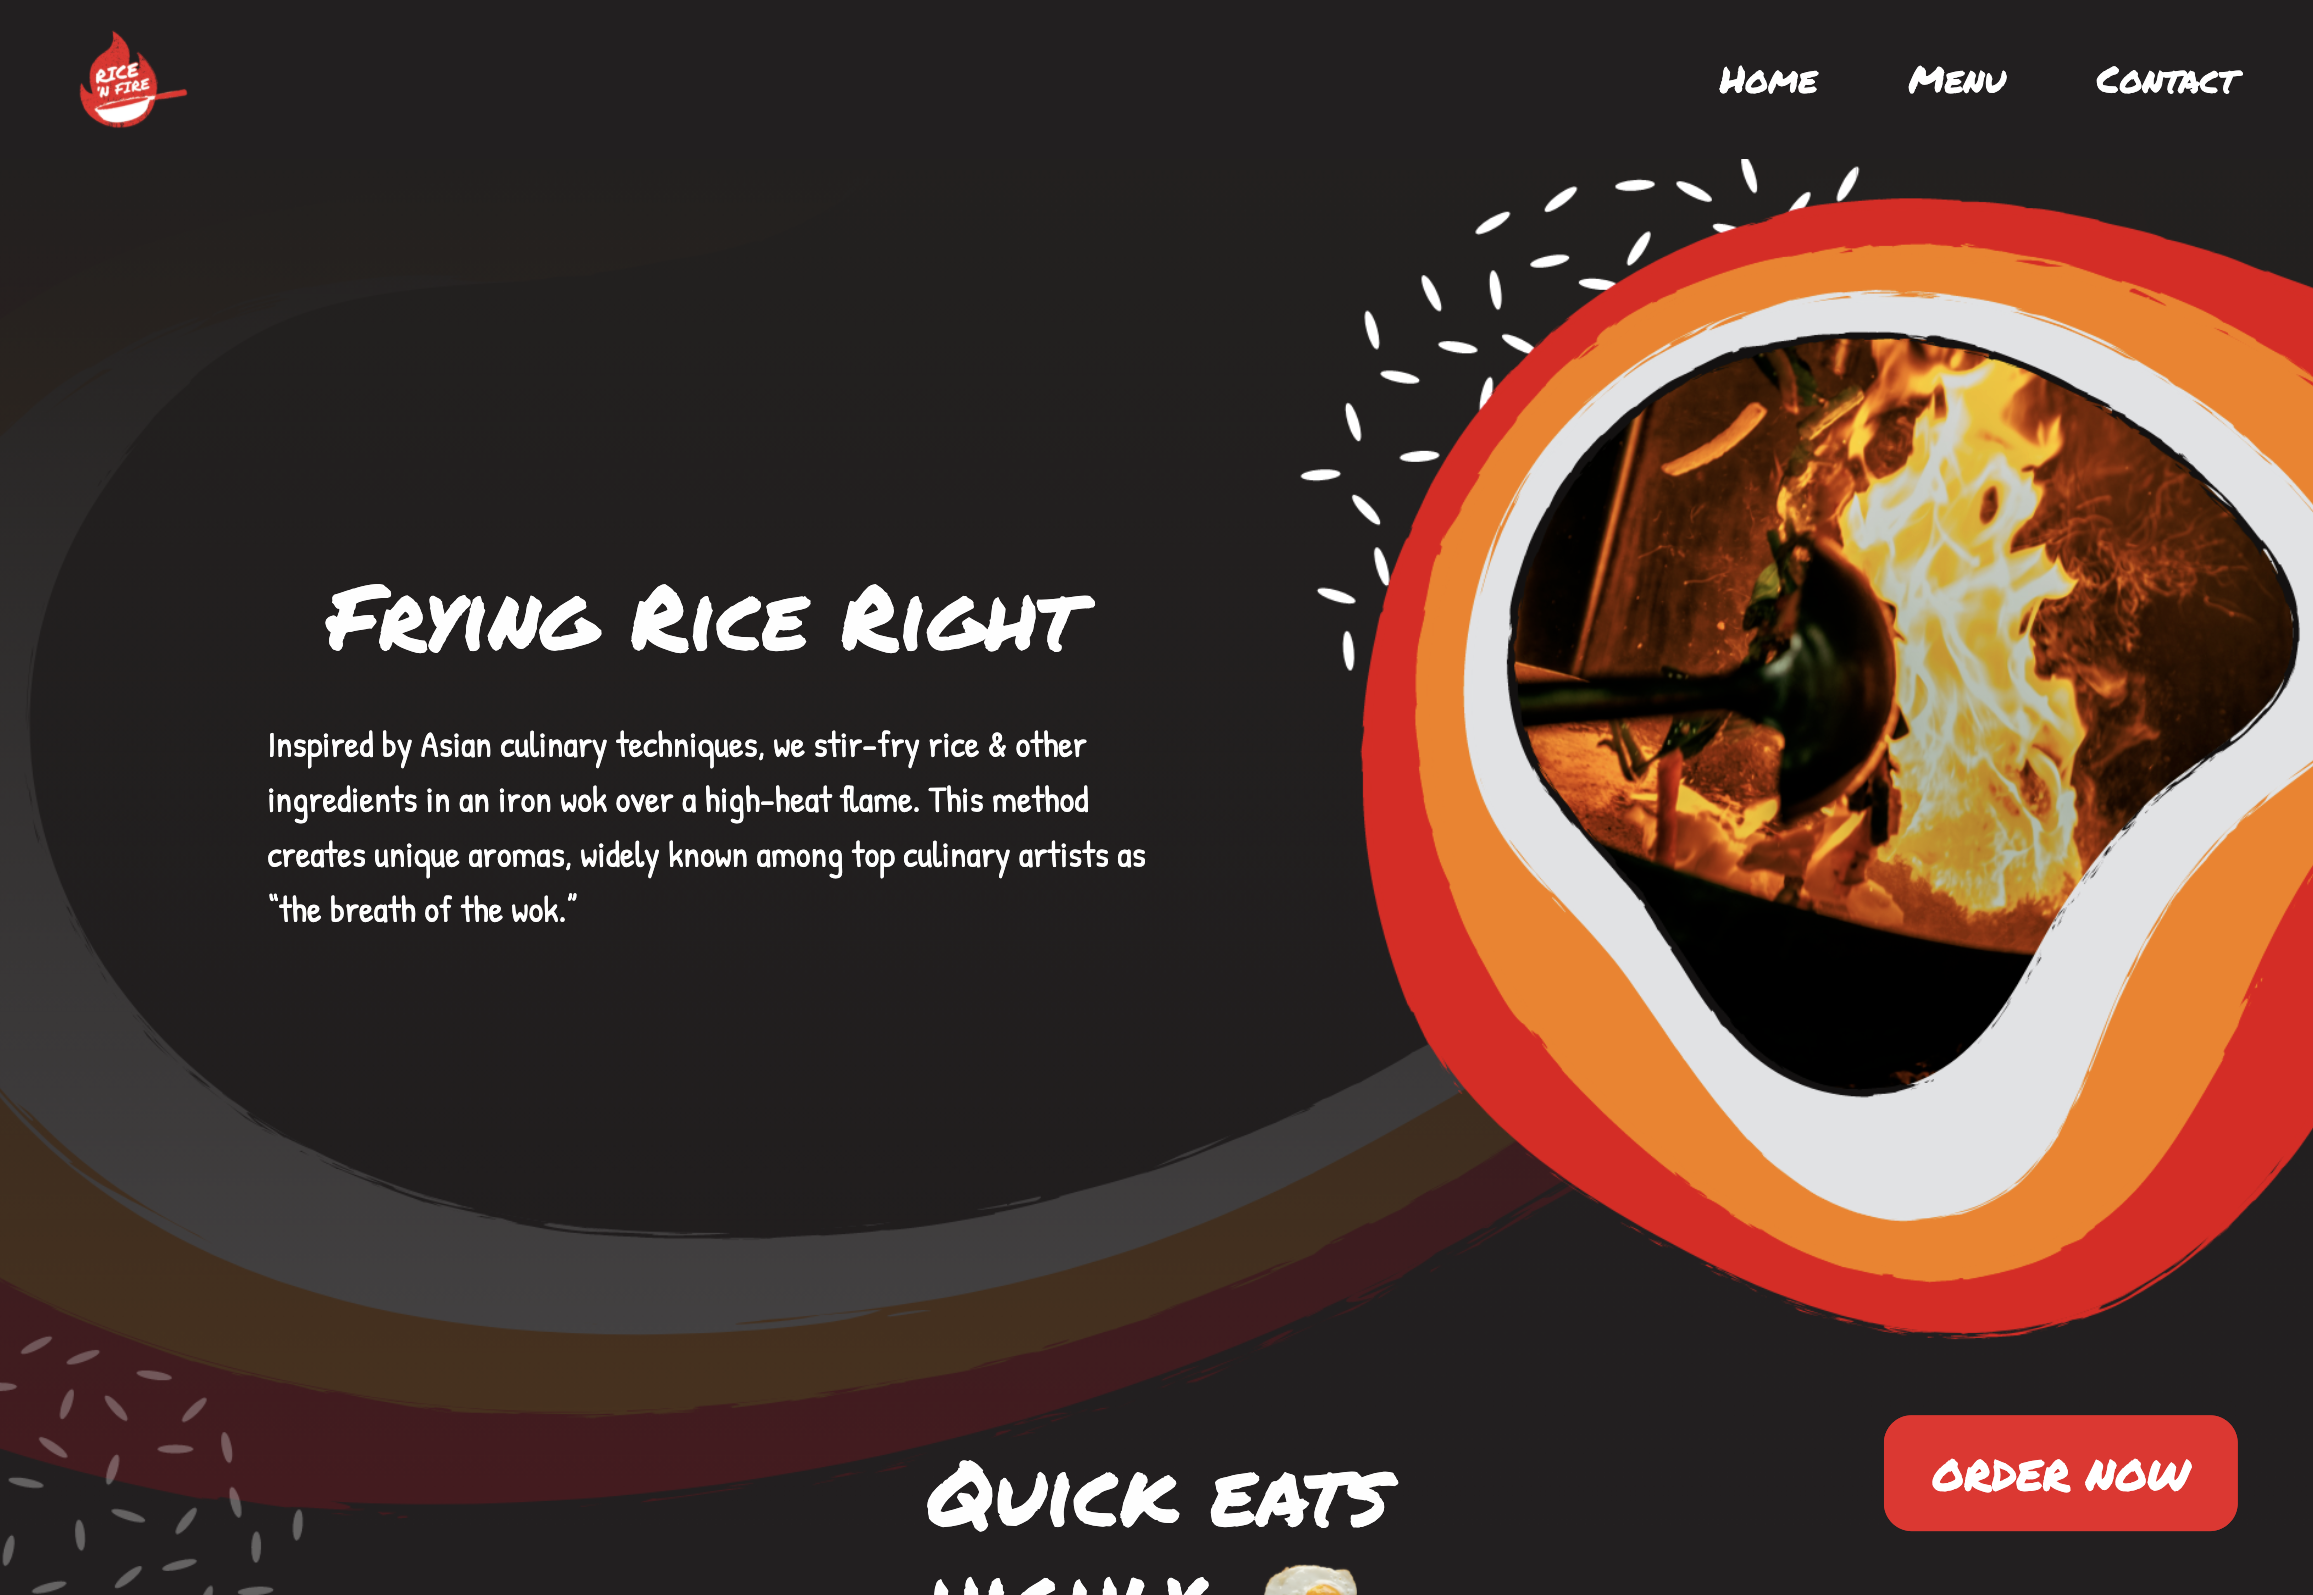 RICE
'N FIRE
Home Menu Contact
Frying Rice Right
Inspired by Asian culinary techniques, we stir-fry rice & other
ingredients in an iron wok over a high-heat flame. This method
creates unique aromas, widely known among top culinary artists as
“the breath of the wok.”
Quick eats
ORDER NOW